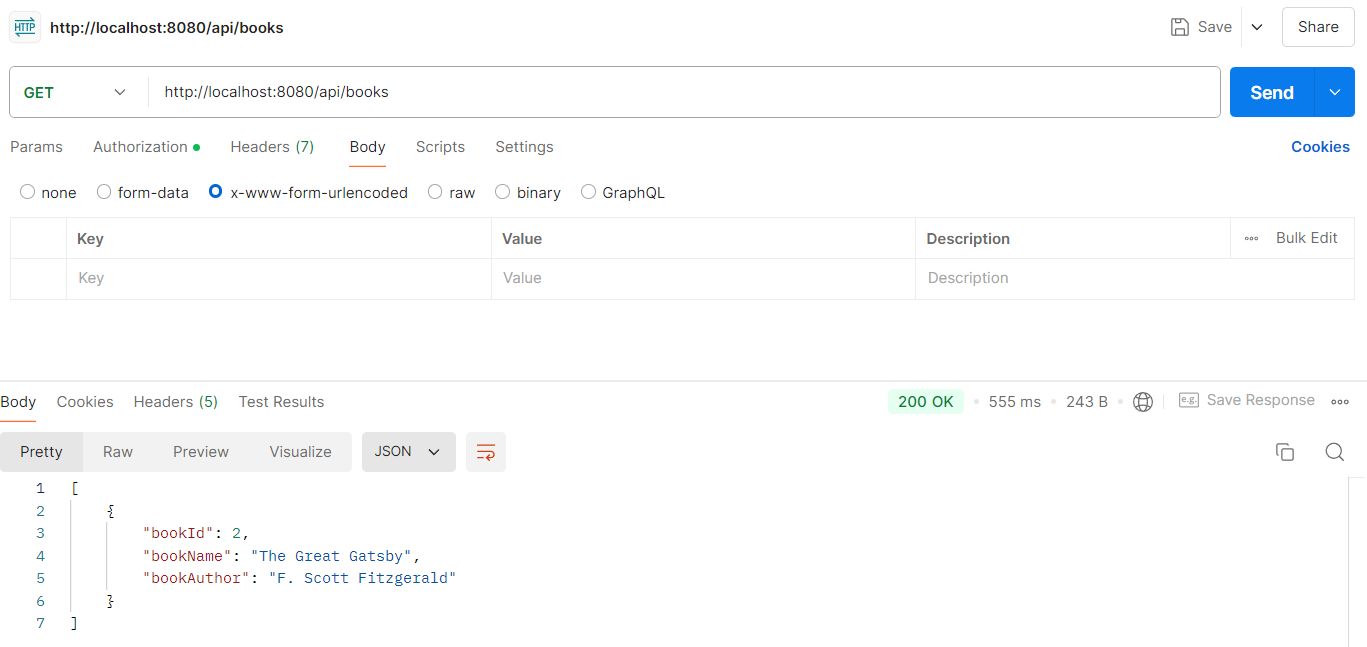 HTTP http://localhost:8080/api/books Save Share
GET http://localhost:8080/api/books Send
Params Authorization Headers (7) Body Scripts Settings Cookies
none form-data x-www-form-urlencoded raw binary GraphQL
Key Value Description Bulk Edit
Key Value Description
Body Cookies Headers (5) Test Results 200 OK 555 ms 243 B e.g. Save Response
Pretty Raw Preview Visualize JSON
1 [
2 {
3 "bookId": 2,
4 "bookName": "The Great Gatsby",
5 "bookAuthor": "F. Scott Fitzgerald"
6 }
7 ]